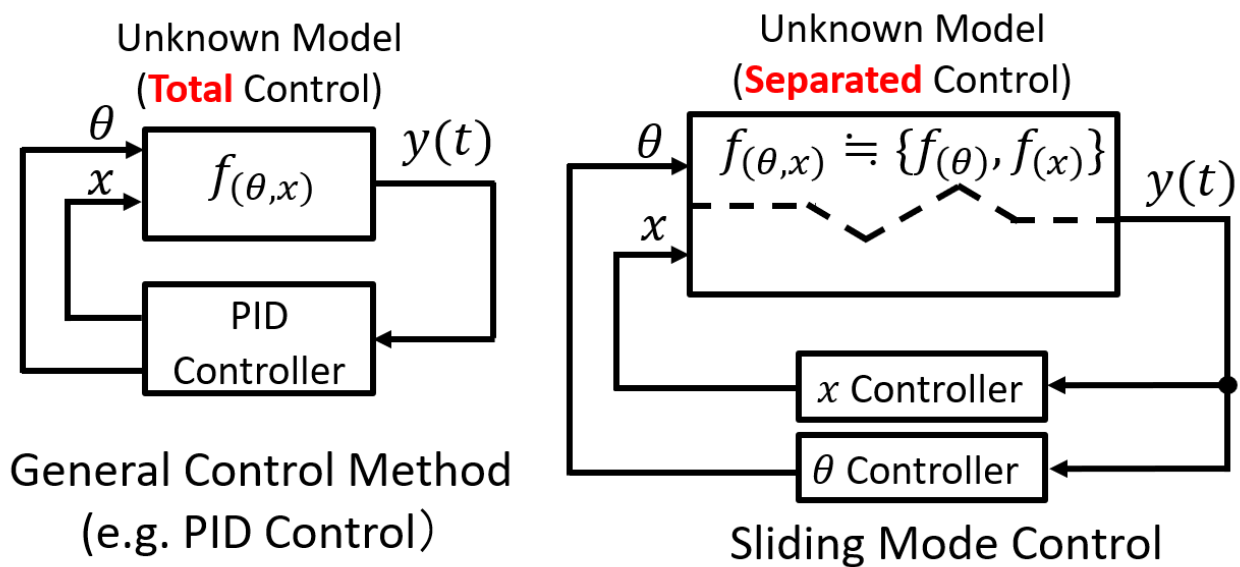 Unknown Model
(Total Control)
θ
x
f(θ,x)
y(t)
PID
Controller
General Control Method
(e.g. PID Control）
Unknown Model
(Separated Control)
θ
f(θ,x) ≒ {f(θ), f(x)}
x
y(t)
x Controller
θ Controller
Sliding Mode Control